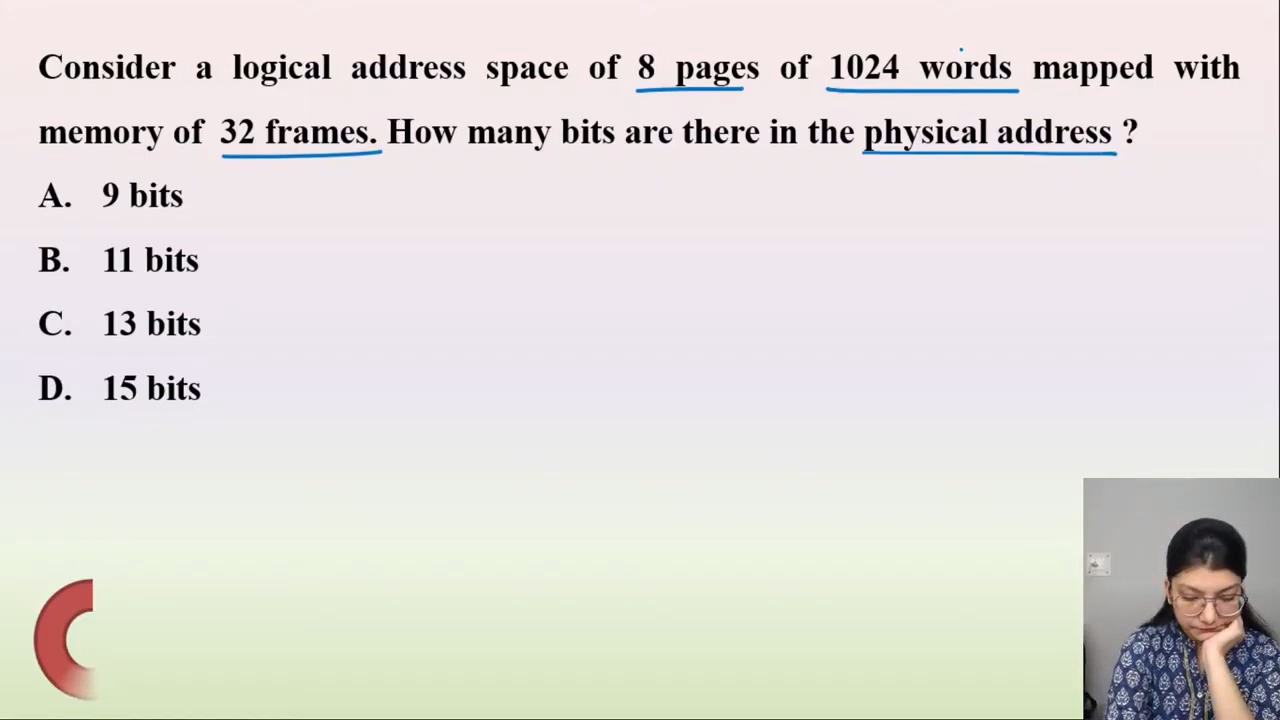 Consider a logical address space of 8 pages of 1024 words mapped with
memory of 32 frames. How many bits are there in the physical address ?
A. 9 bits
B. 11 bits
C. 13 bits
D. 15 bits